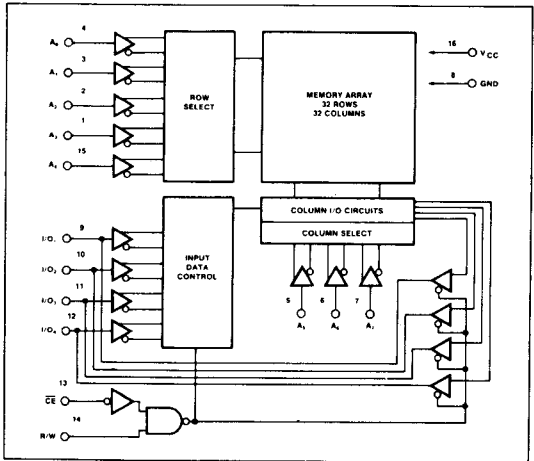 4
A₀
3
A₁
2
A₂
1
A₃
15
A₄
ROW
SELECT
MEMORY ARRAY
32 ROWS
32 COLUMNS
16
VCC
8
GND
COLUMN I/O CIRCUITS
COLUMN SELECT
9
I/O₁
10
I/O₂
11
I/O₃
12
I/O₄
INPUT
DATA
CONTROL
5
6
7
A₅
A₆
A₇
13
C̅E̅
14
R/W